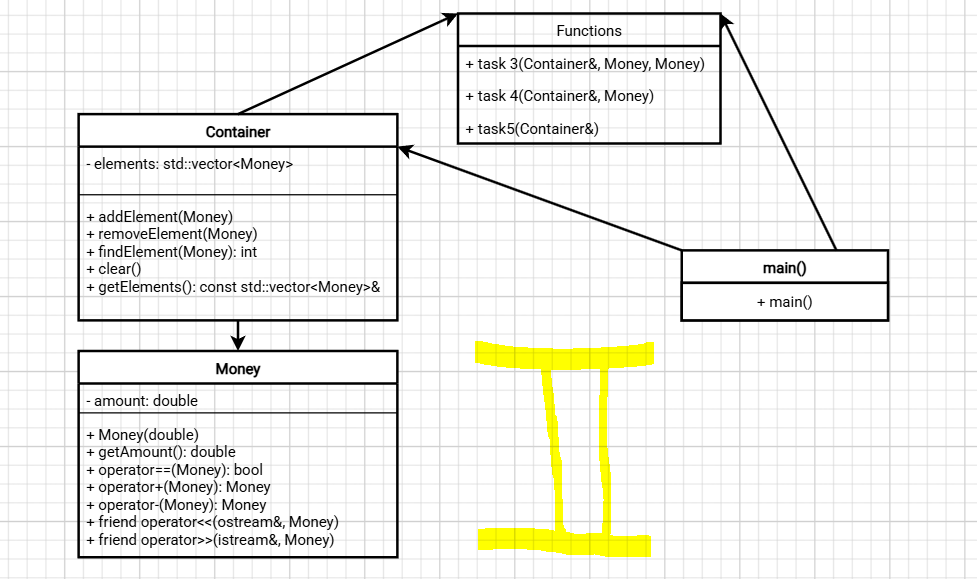 Functions
+ task 3(Container&, Money, Money)
+ task 4(Container&, Money)
+ task5(Container&)
Container
- elements: std::vector<Money>
+ addElement(Money)
+ removeElement(Money)
+ findElement(Money): int
+ clear()
+ getElements(): const std::vector<Money>&
main()
+ main()
Money
- amount: double
+ Money(double)
+ getAmount(): double
+ operator==(Money): bool
+ operator+(Money): Money
+ operator-(Money): Money
+ friend operator<<(ostream&, Money)
+ friend operator>>(istream&, Money)
II